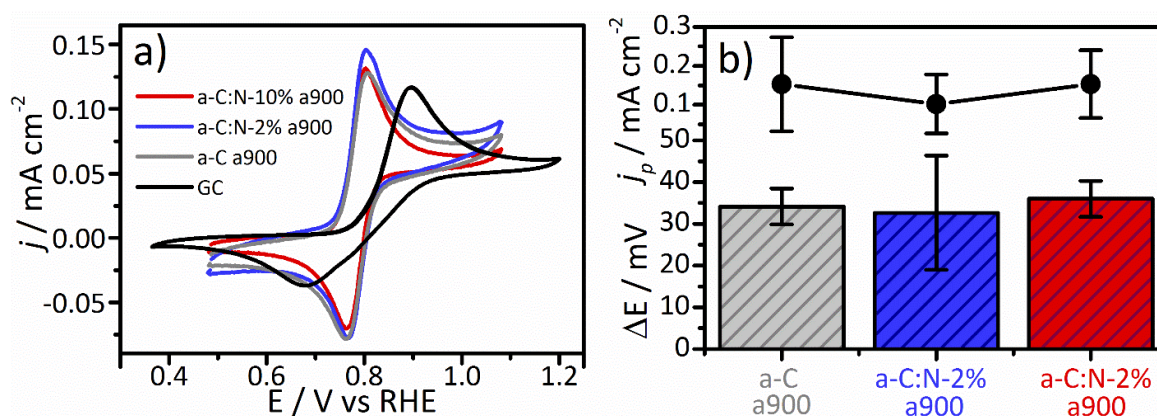 a)
j / mA cm-2
0.15
0.10
0.05
0.00
-0.05
a-C:N-10% a900
a-C:N-2% a900
a-C a900
GC
0.4
0.6
0.8
1.0
1.2
E / V vs RHE
b)
jp / mA cm-2
0.3
0.2
0.1
ΔE / mV
50
40
30
20
10
0
a-C
a900
a-C:N-2%
a900
a-C:N-2%
a900